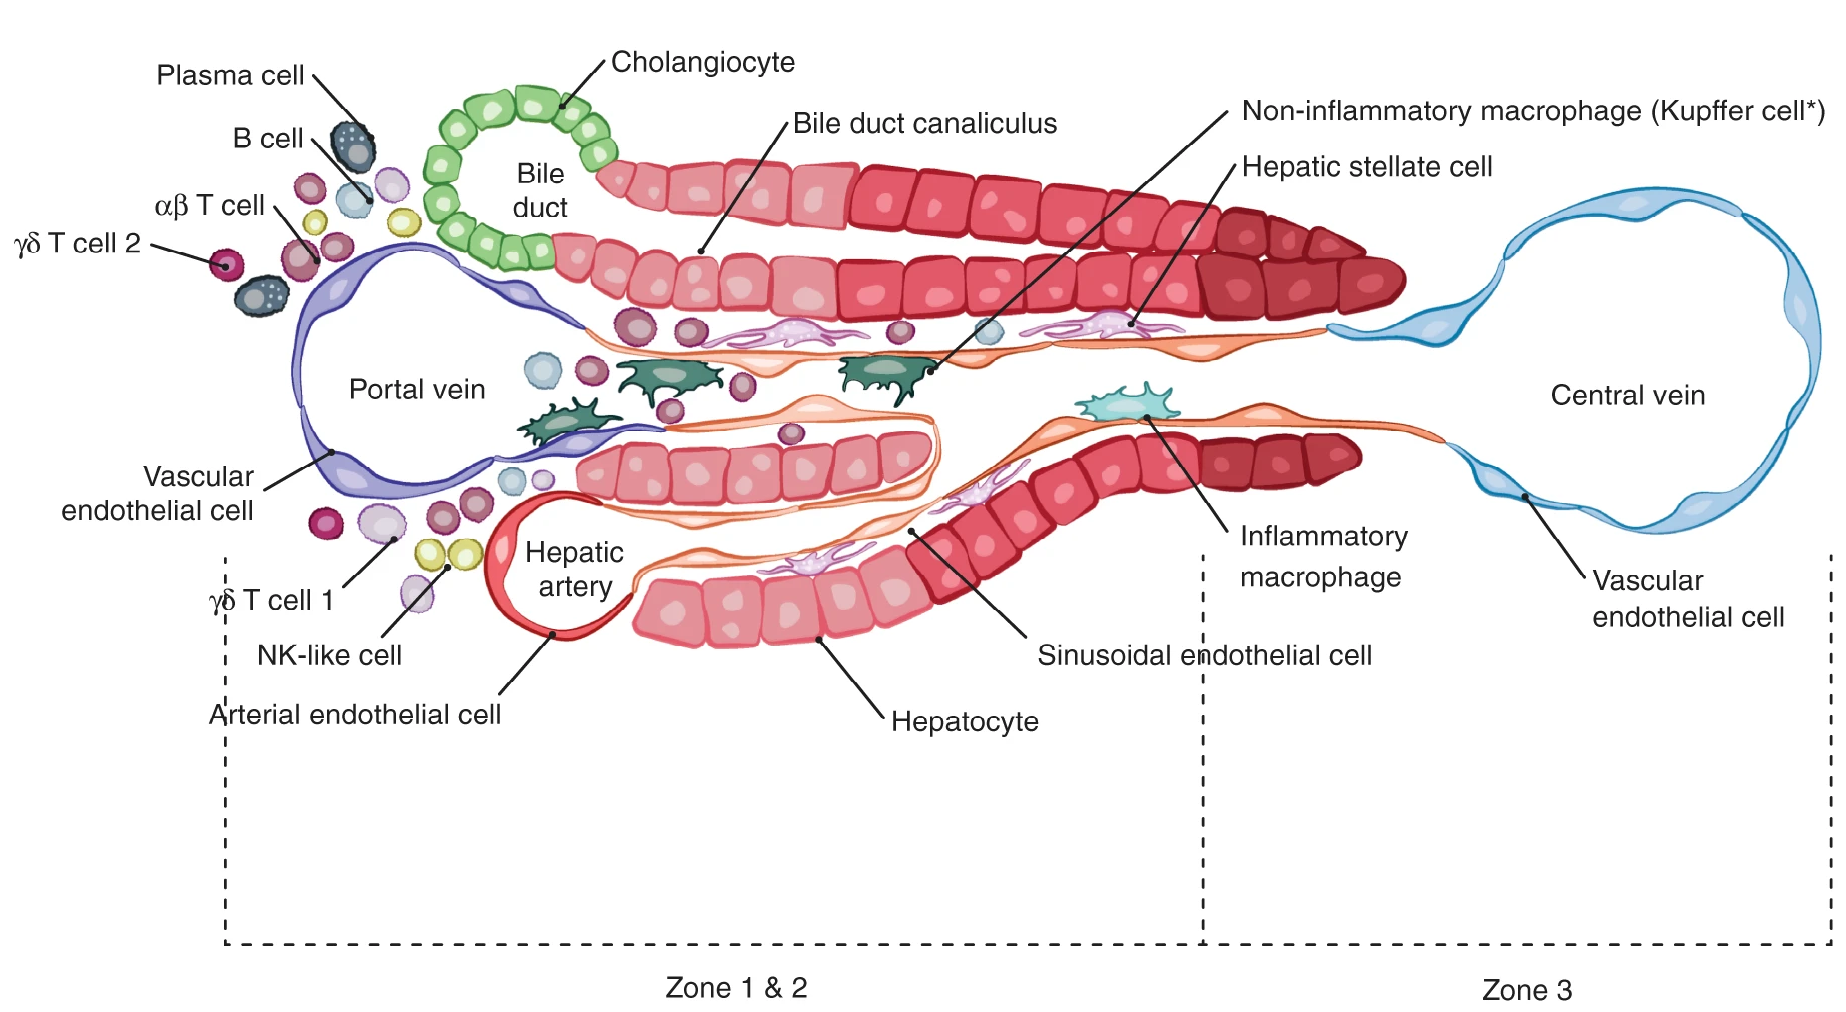 Plasma cell
Cholangiocyte
Bile duct canaliculus
Non-inflammatory macrophage (Kupffer cell*)
B cell
Hepatic stellate cell
αβ T cell
Bile
duct
γδ T cell 2
Portal vein
Central vein
Vascular
endothelial cell
Hepatic
artery
Inflammatory
macrophage
Vascular
endothelial cell
γδ T cell 1
NK-like cell
Sinusoidal endothelial cell
Arterial endothelial cell
Hepatocyte
Zone 1 & 2
Zone 3